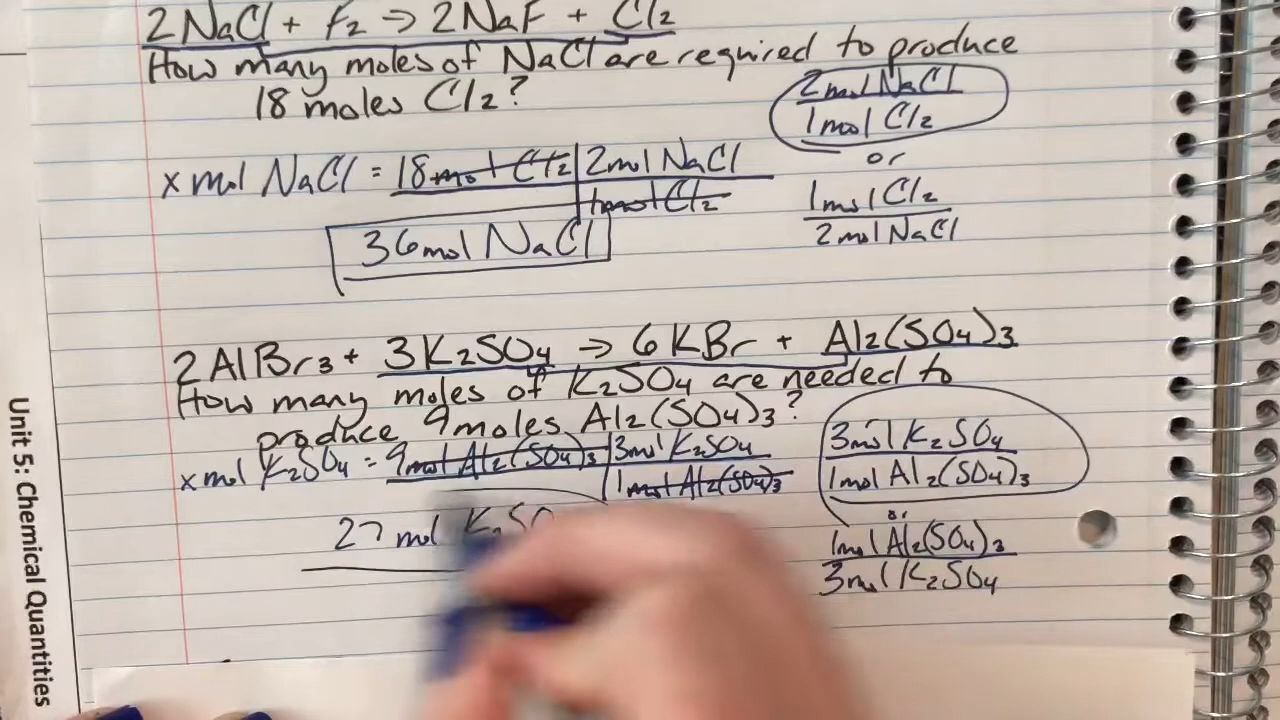 2NaCl + F2 → 2NaF + Cl2
How many moles of NaCl are required to produce
18 moles Cl2?
2mol NaCl
1mol Cl2
or
1mol Cl2
2mol NaCl
x mol NaCl = 18 mol Cl2 | 2mol NaCl
1mol Cl2
36 mol NaCl
2AlBr3 + 3K2SO4 → 6KBr + Al2(SO4)3
How many moles of K2SO4 are needed to
produce 9 moles Al2(SO4)3?
x mol K2SO4 = 9mol Al2(SO4)3 | 3mol K2SO4
1mol Al2(SO4)3
27 mol K2SO
3mol K2SO4
1mol Al2(SO4)3
or
1mol Al2(SO4)3
3mol K2SO4
Unit 5: Chemical Quantities